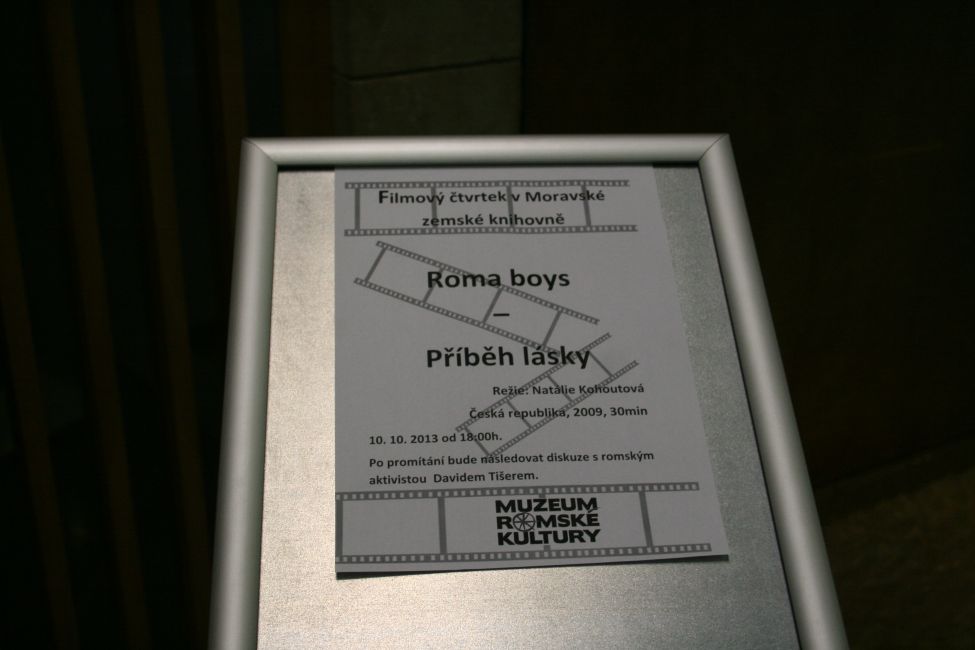 Filmový čtvrtek v Moravské
zemské knihovně
Roma boys
–
Příběh lásky
Režie: Natálie Kohoutová
Česká republika, 2009, 30min
10. 10. 2013 od 18:00h.
Po promítání bude následovat diskuze s romským
aktivistou Davidem Tišerem.
MUZEUM
ROMSKÉ
KULTURY